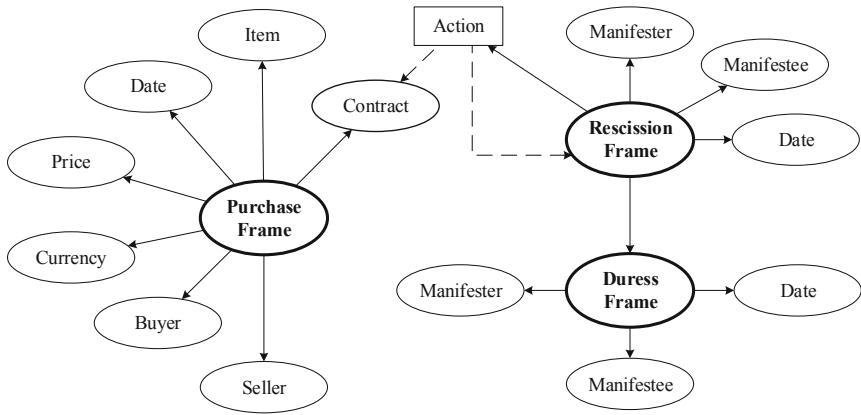 Item
Date
Price
Currency
Buyer
Seller
Purchase
Frame
Contract
Action
Manifester
Manifestee
Date
Rescission
Frame
Duress
Frame
Manifester
Date
Manifestee